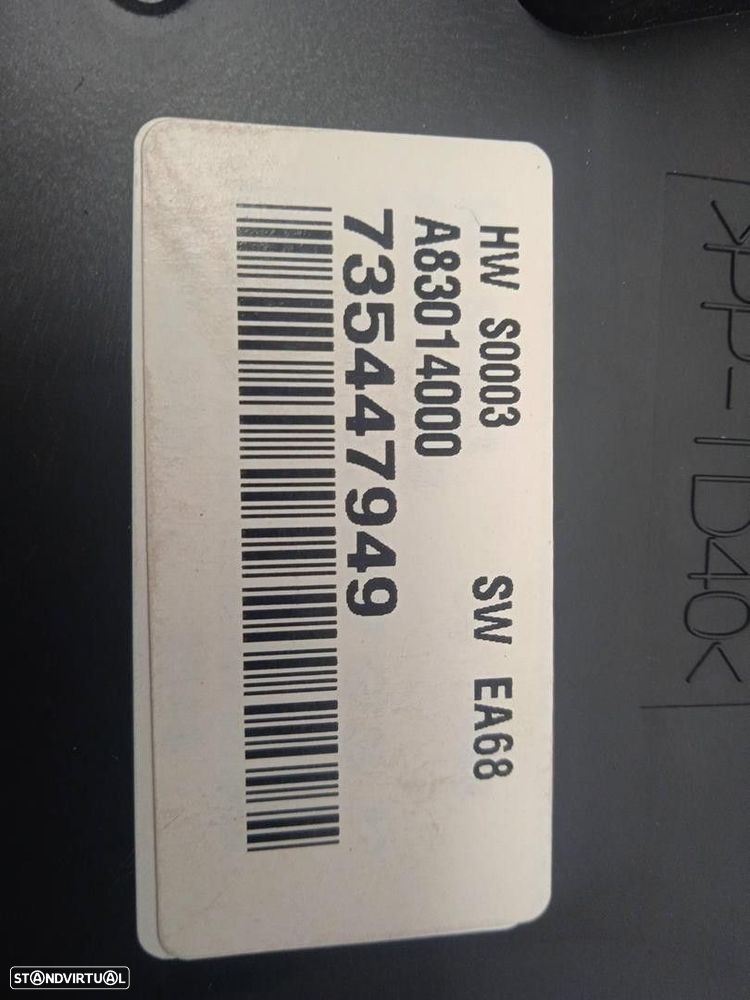 HW S0003 SW EA68
A83014000
735447949
>PP-TD40<
STANDVIRTUAL